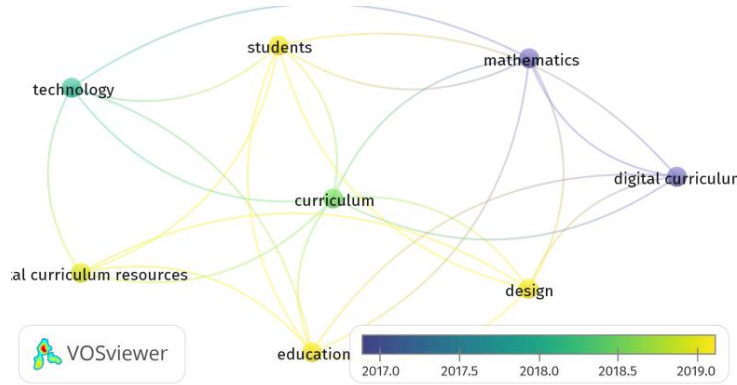 students
mathematics
technology
digital curriculum
curriculum
al curriculum resources
design
education
VOSviewer
2017.0 2017.5 2018.0 2018.5 2019.0